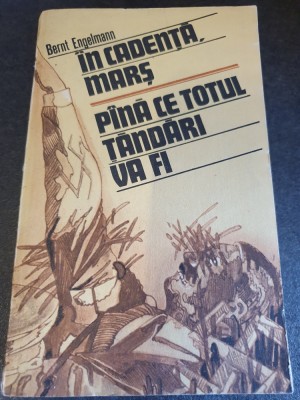 Bernt Engelmann
ÎN CADENȚĂ,
MARȘ
PÎNĂ CE TOTUL
ȚĂNDĂRI
VA FI